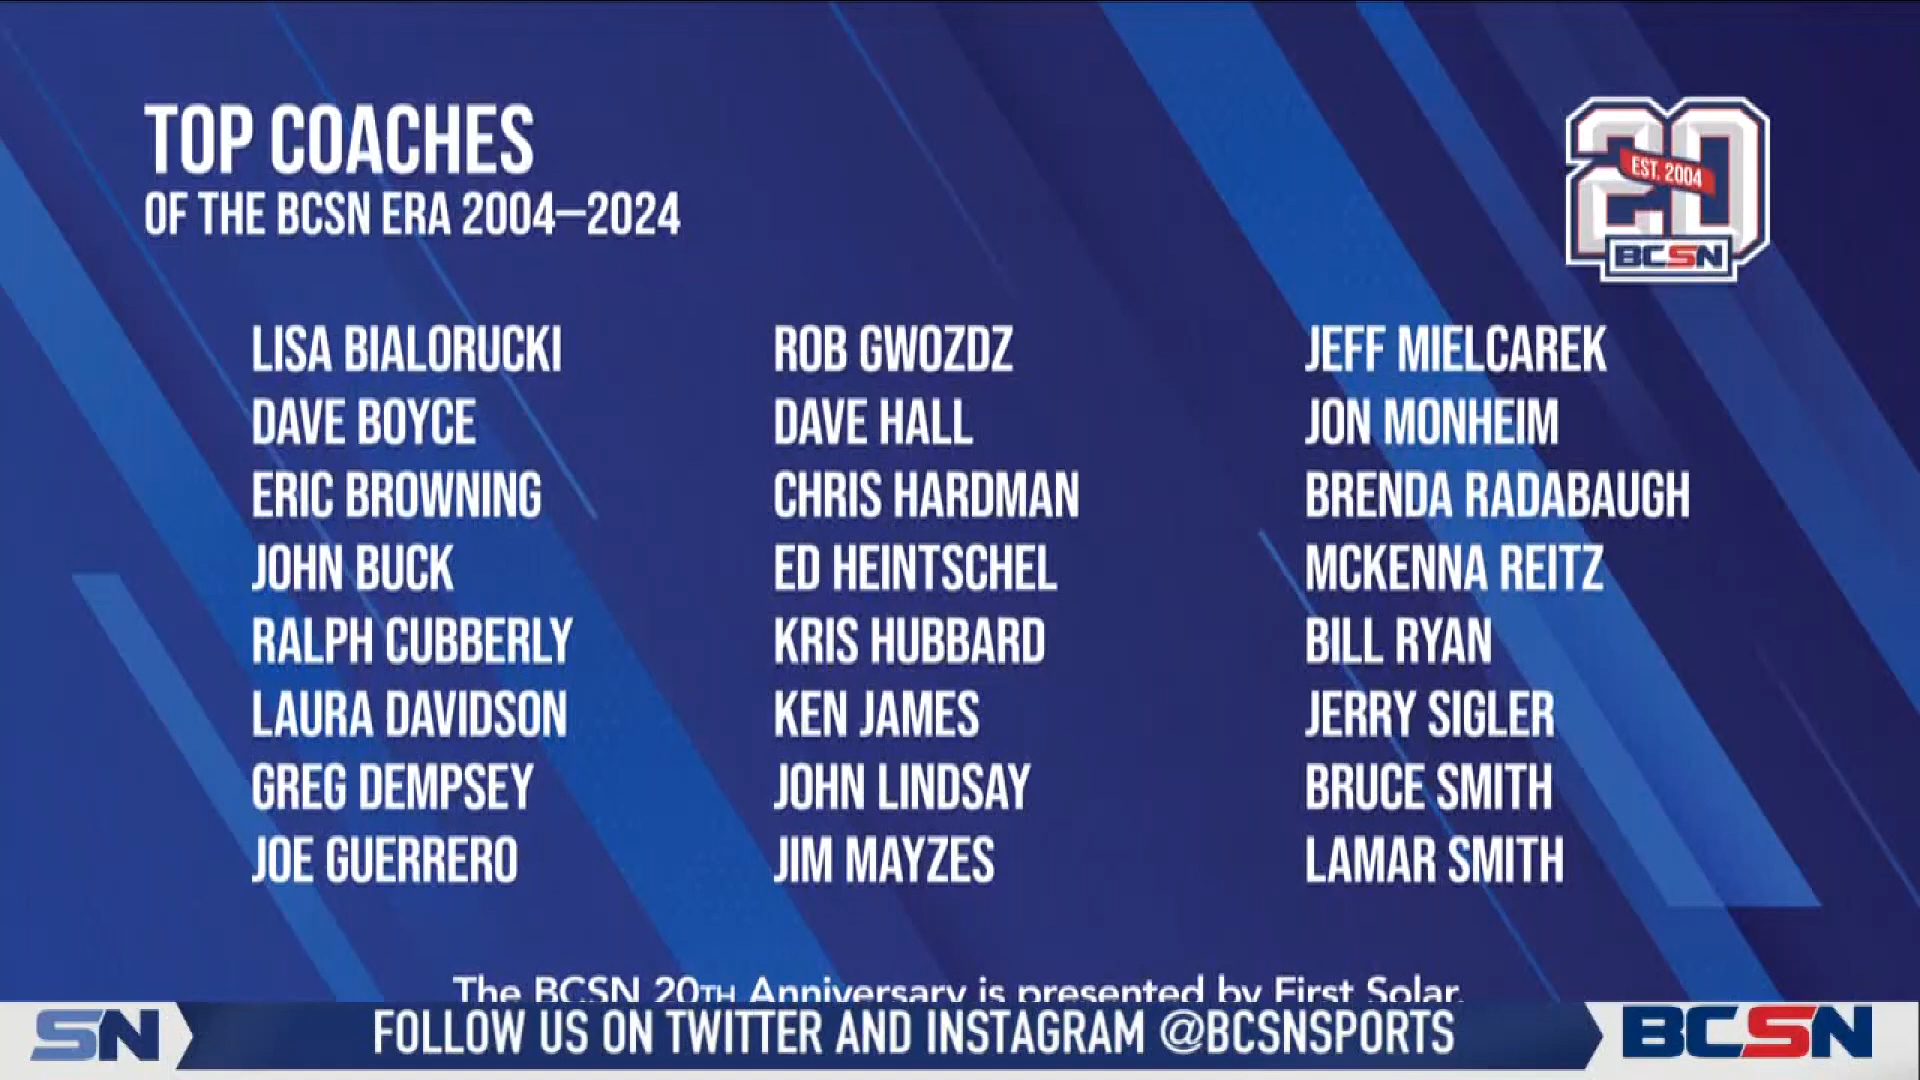 TOP COACHES
OF THE BCSN ERA 2004–2024
20
EST. 2004
BCSN
LISA BIALORUCKI
DAVE BOYCE
ERIC BROWNING
JOHN BUCK
RALPH CUBBERLY
LAURA DAVIDSON
GREG DEMPSEY
JOE GUERRERO
ROB GWOZDZ
DAVE HALL
CHRIS HARDMAN
ED HEINTSCHEL
KRIS HUBBARD
KEN JAMES
JOHN LINDSAY
JIM MAYZES
JEFF MIELCAREK
JON MONHEIM
BRENDA RADABAUGH
MCKENNA REITZ
BILL RYAN
JERRY SIGLER
BRUCE SMITH
LAMAR SMITH
The BCSN 20TH Anniversary is presented by First Solar.
SN
FOLLOW US ON TWITTER AND INSTAGRAM @BCSNSPORTS
BCSN